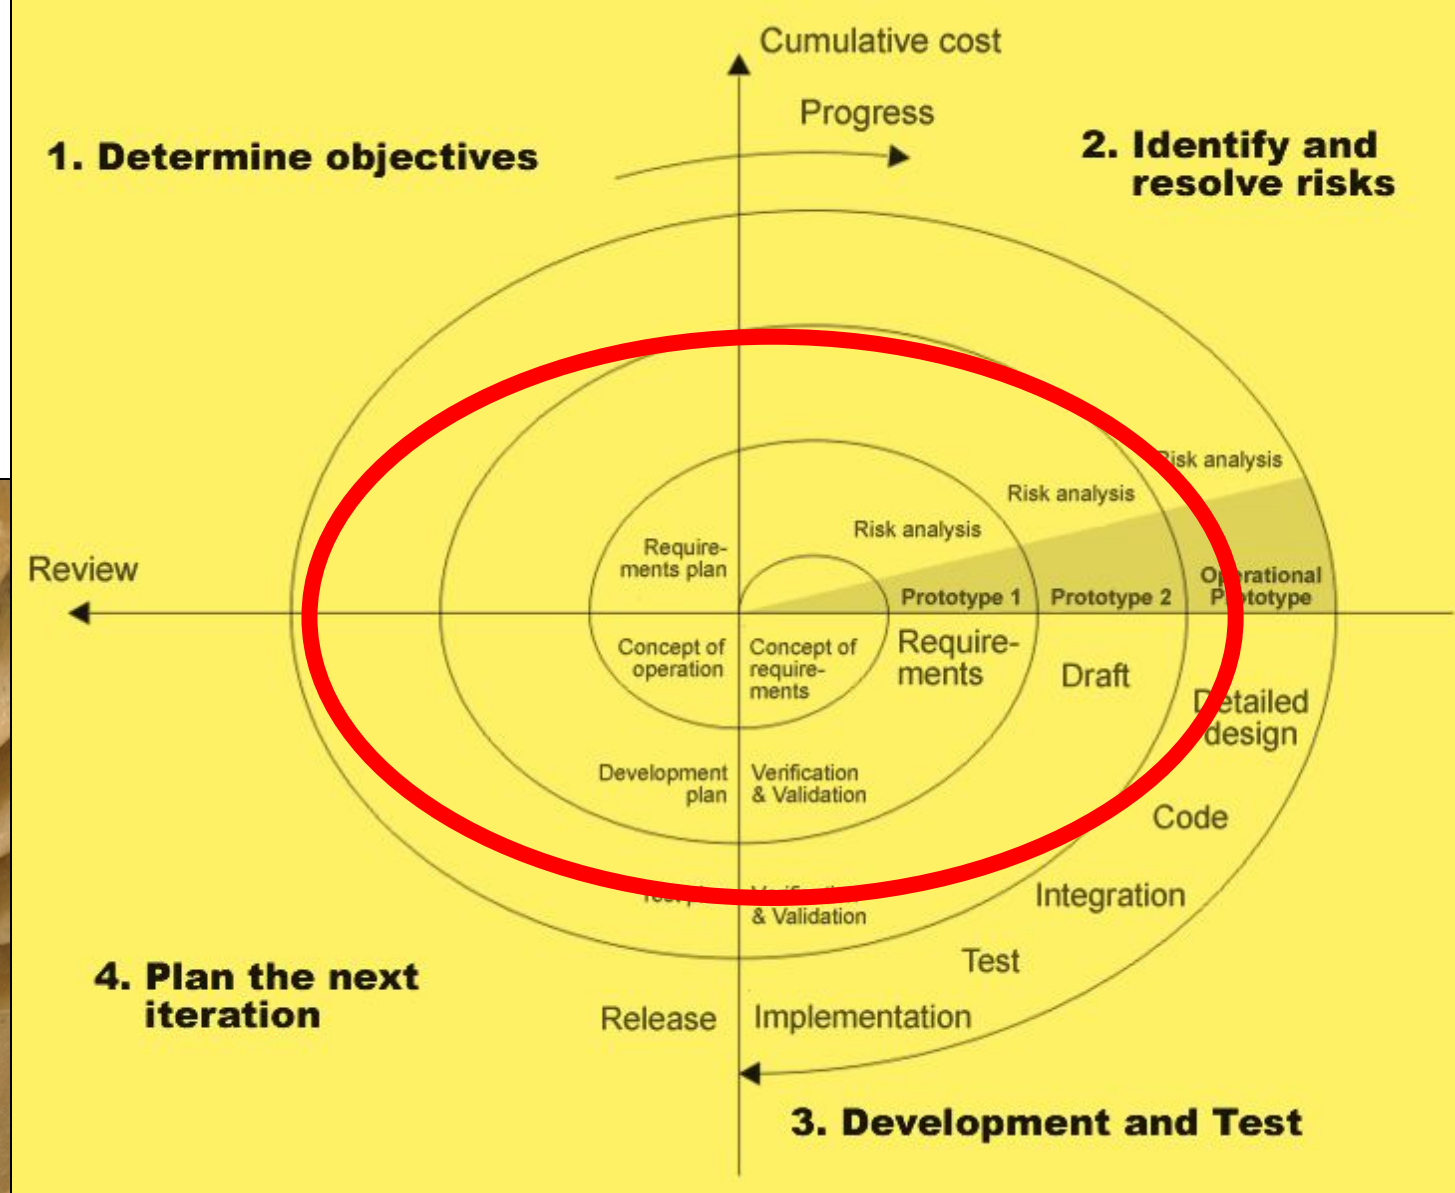 Cumulative cost
Progress
1. Determine objectives
2. Identify and
resolve risks
Risk analysis
Risk analysis
Risk analysis
Require-
ments plan
Review
Operational
Prototype
Prototype 1
Prototype 2
Concept of
operation
Concept of
require-
ments
Require-
ments
Draft
Detailed
design
Development
plan
Verification
& Validation
Code
Verification
& Validation
Integration
Test
4. Plan the next
iteration
Release
Implementation
3. Development and Test